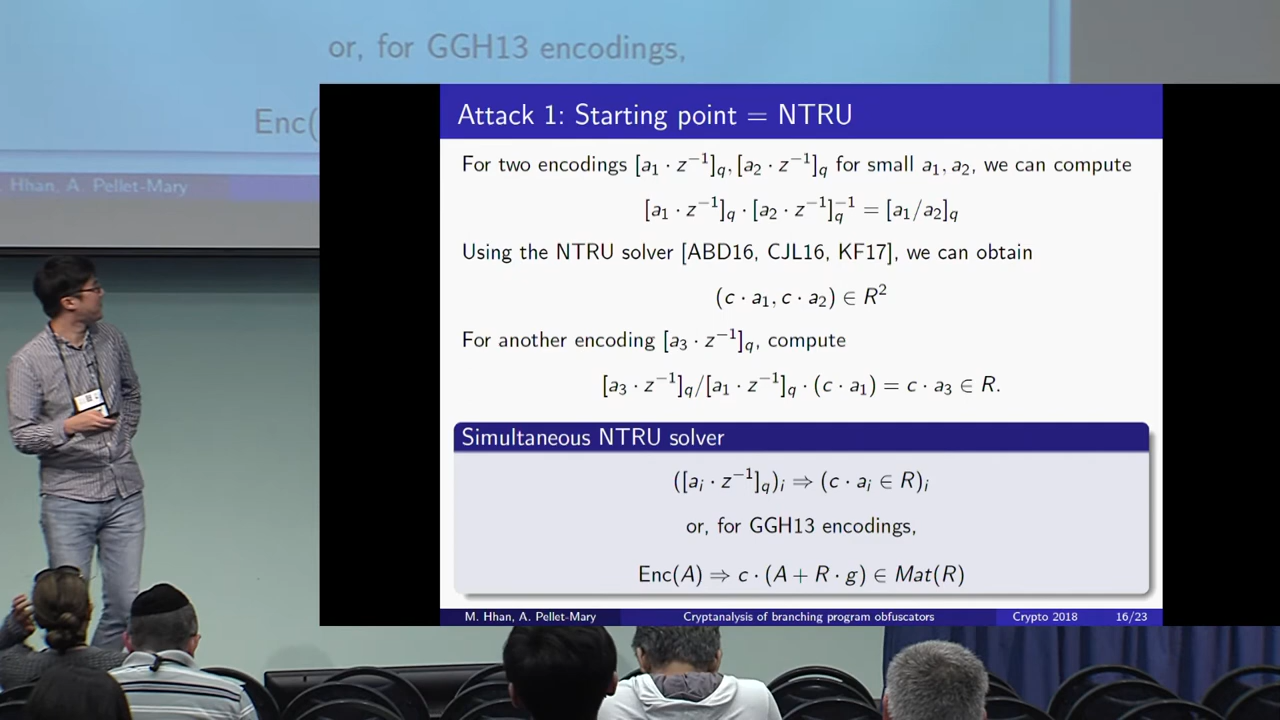 or, for GGH13 encodings,
Enc(
. Hhan, A. Pellet-Mary
Attack 1: Starting point = NTRU
For two encodings [a₁ · z⁻¹]_q, [a₂ · z⁻¹]_q for small a₁, a₂, we can compute
[a₁ · z⁻¹]_q · [a₂ · z⁻¹]_q⁻¹ = [a₁/a₂]_q
Using the NTRU solver [ABD16, CJL16, KF17], we can obtain
(c · a₁, c · a₂) ∈ R²
For another encoding [a₃ · z⁻¹]_q, compute
[a₃ · z⁻¹]_q/[a₁ · z⁻¹]_q · (c · a₁) = c · a₃ ∈ R.
Simultaneous NTRU solver
([a_i · z⁻¹]_q)_i ⇒ (c · a_i ∈ R)_i
or, for GGH13 encodings,
Enc(A) ⇒ c · (A + R · g) ∈ Mat(R)
M. Hhan, A. Pellet-Mary Cryptanalysis of branching program obfuscators Crypto 2018 16/23